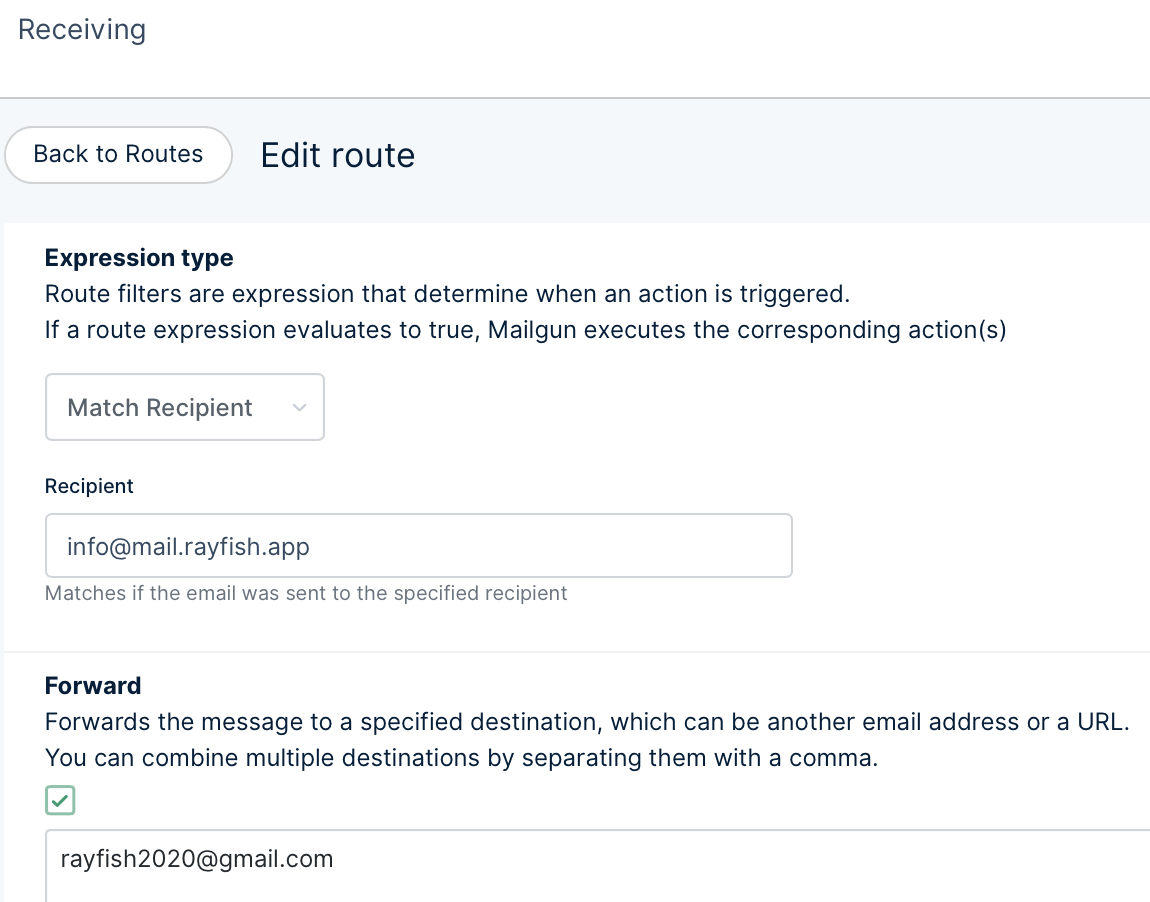 Receiving
Back to Routes
Edit route
Expression type
Route filters are expression that determine when an action is triggered.
If a route expression evaluates to true, Mailgun executes the corresponding action(s)
Match Recipient
Recipient
info@mail.rayfish.app
Matches if the email was sent to the specified recipient
Forward
Forwards the message to a specified destination, which can be another email address or a URL.
You can combine multiple destinations by separating them with a comma.
rayfish2020@gmail.com